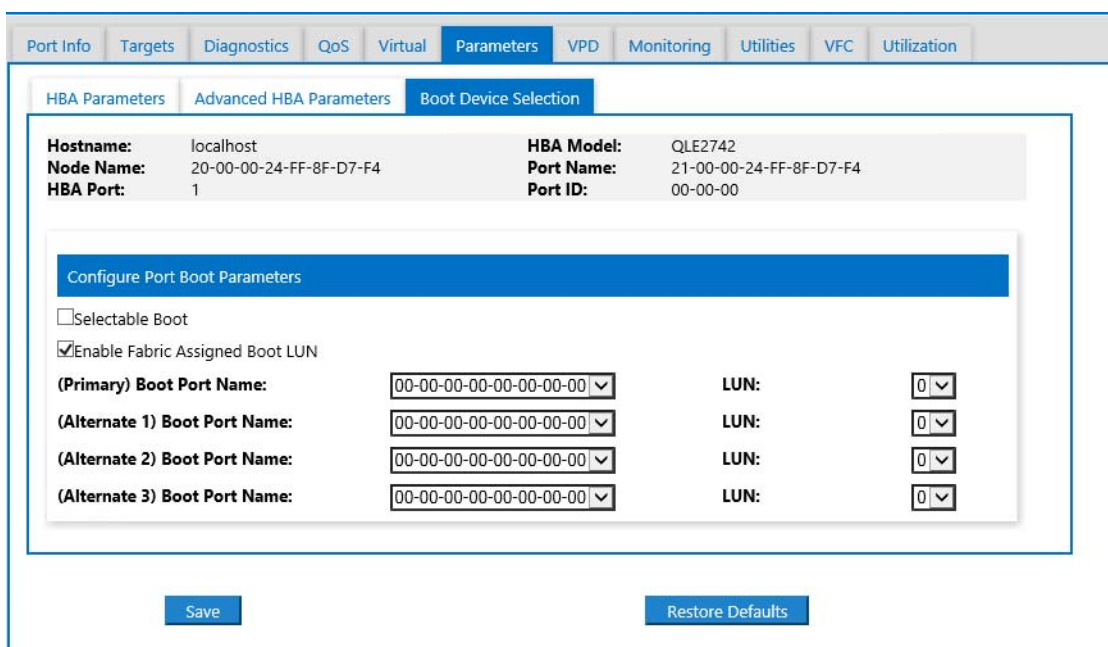 Port Info Targets Diagnostics QoS Virtual Parameters VPD Monitoring Utilities VFC Utilization
HBA Parameters Advanced HBA Parameters Boot Device Selection
Hostname: localhost HBA Model: QLE2742
Node Name: 20-00-00-24-FF-8F-D7-F4 Port Name: 21-00-00-24-FF-8F-D7-F4
HBA Port: 1 Port ID: 00-00-00
Configure Port Boot Parameters
Selectable Boot
Enable Fabric Assigned Boot LUN
(Primary) Boot Port Name: 00-00-00-00-00-00-00-00 LUN: 0
(Alternate 1) Boot Port Name: 00-00-00-00-00-00-00-00 LUN: 0
(Alternate 2) Boot Port Name: 00-00-00-00-00-00-00-00 LUN: 0
(Alternate 3) Boot Port Name: 00-00-00-00-00-00-00-00 LUN: 0
Save Restore Defaults